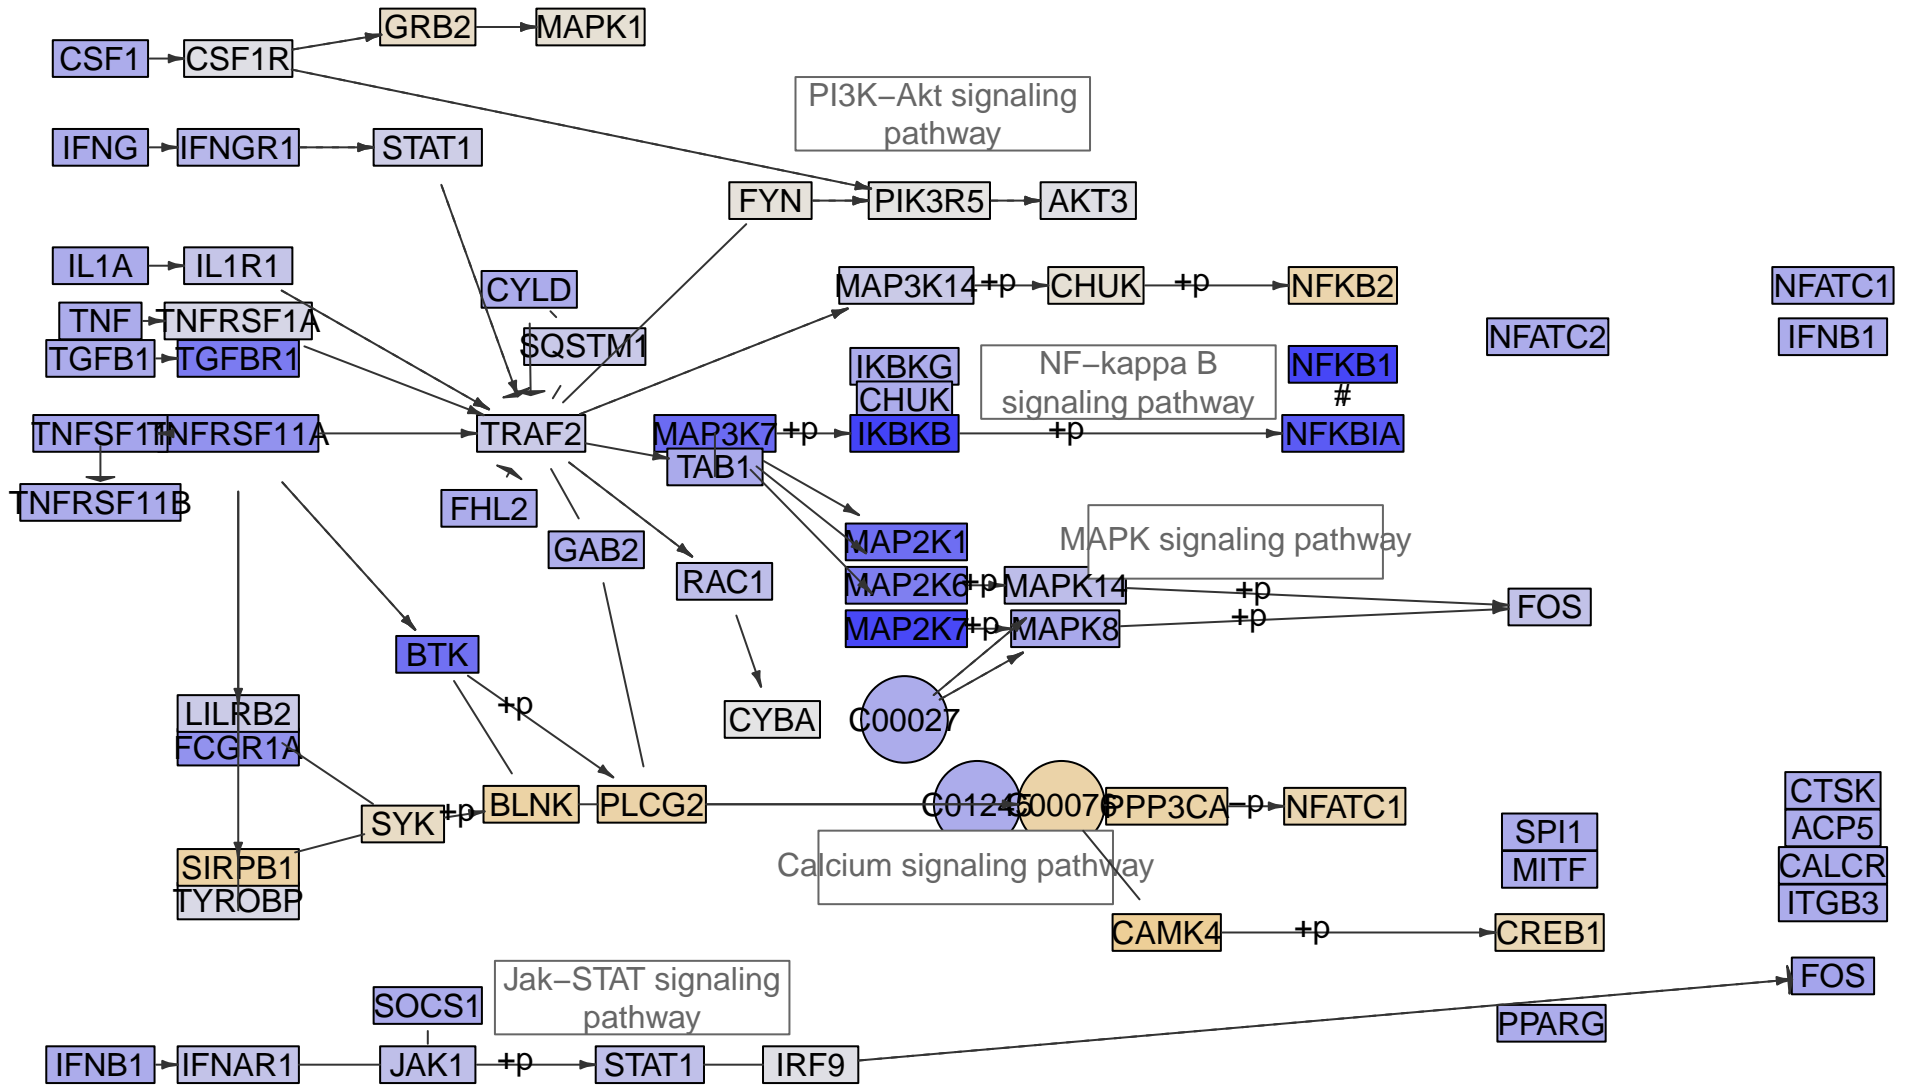 GRB2
MAPK1
CSF1
CSF1R
PI3K−Akt signaling
pathway
IFNG
IFNGR1
STAT1
FYN
PIK3R5
AKT3
IL1A
IL1R1
CYLD
MAP3K14
+p
CHUK
+p
NFKB2
NFATC1
TNF
TNFRSF1A
SQSTM1
NFATC2
IFNB1
TGFB1
TGFBR1
IKBKG
NF−kappa B
signaling pathway
NFKB1
#
CHUK
TNFSF11
TNFRSF11A
TRAF2
MAP3K7
+p
IKBKB
+p
NFKBIA
TAB1
TNFRSF11B
FHL2
GAB2
MAP2K1
MAPK signaling pathway
RAC1
MAP2K6
+p
MAPK14
+p
FOS
MAP2K7
+p
MAPK8
+p
BTK
+p
LILRB2
FCGR1A
CYBA
C00027
SYK
+p
BLNK
PLCG2
C01245
C00076
PPP3CA
−p
NFATC1
CTSK
ACP5
SPI1
MITF
Calcium signaling pathway
CALCR
ITGB3
SIRPB1
TYROBP
CAMK4
+p
CREB1
Jak−STAT signaling
pathway
FOS
SOCS1
PPARG
IFNB1
IFNAR1
JAK1
+p
STAT1
IRF9